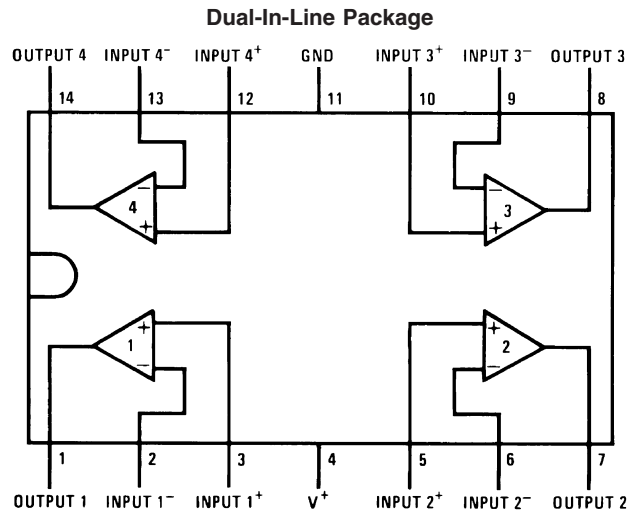 Dual-In-Line Package
OUTPUT 4 INPUT 4⁻ INPUT 4⁺ GND INPUT 3⁺ INPUT 3⁻ OUTPUT 3
14 13 12 11 10 9 8
− −
4 3
+ +
+ +
1 2
− −
1 2 3 4 5 6 7
OUTPUT 1 INPUT 1⁻ INPUT 1⁺ V⁺ INPUT 2⁺ INPUT 2⁻ OUTPUT 2